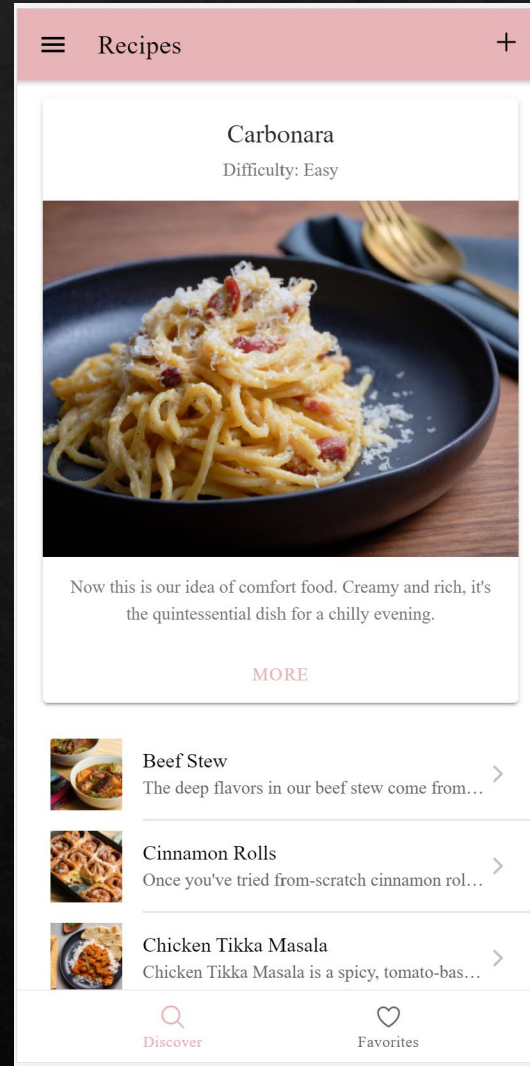 Recipes
Carbonara
Difficulty: Easy
Now this is our idea of comfort food. Creamy and rich, it's
the quintessential dish for a chilly evening.
MORE
Beef Stew
The deep flavors in our beef stew come from...
Cinnamon Rolls
Once you've tried from-scratch cinnamon rol...
Chicken Tikka Masala
Chicken Tikka Masala is a spicy, tomato-bas...
Discover
Favorites